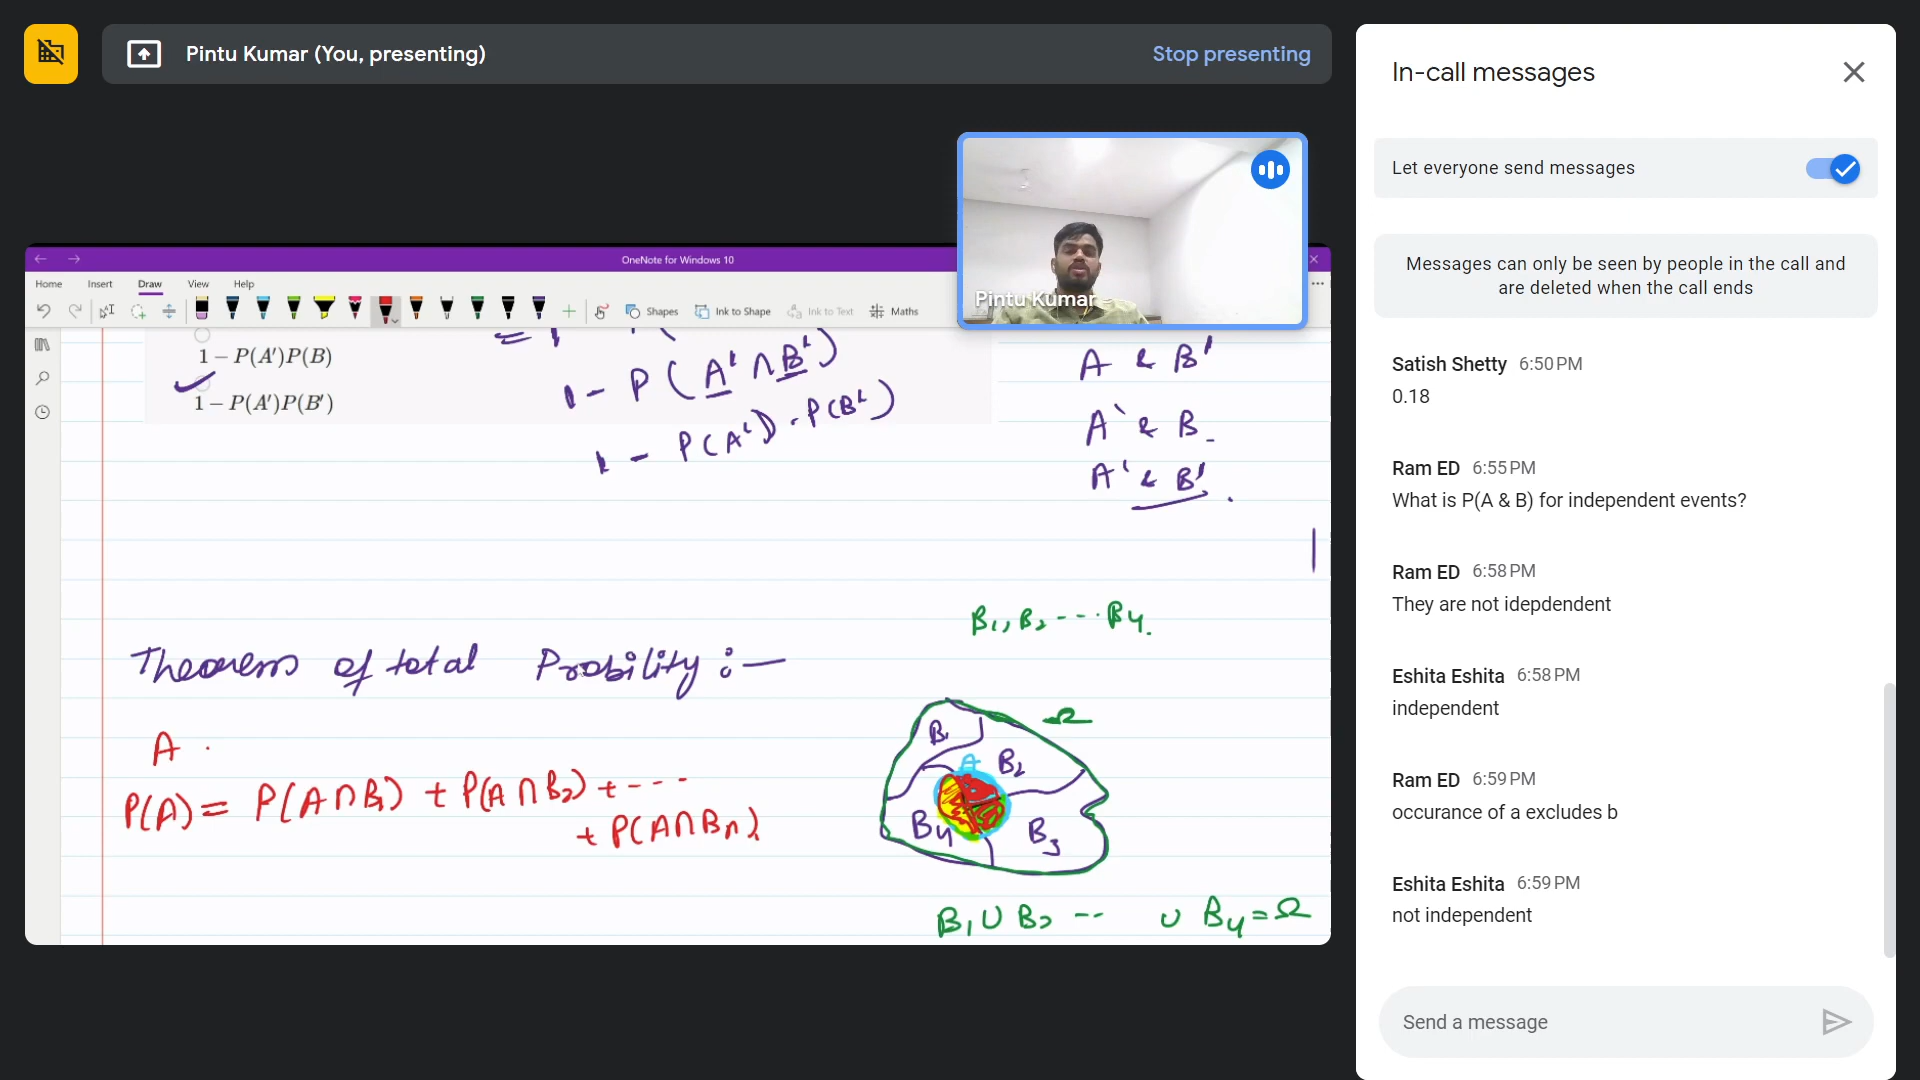 Pintu Kumar (You, presenting)
Stop presenting
Pintu Kumar
OneNote for Windows 10
Home Insert Draw View Help
Shapes Ink to Shape Ink to Text Maths
1 − P(A′)P(B)
1 − P(A′)P(B′)
1 - P(A' ∩ B')
1 - P(A') . P(B')
A & B'
A' & B
A' & B'
B₁, B₂ ---- B4.
Theorem of total Probility :-
A .
P(A) = P(A∩B₁) + P(A∩B₂) + ----
+ P(A∩Bn)
Ω
B₁
A
B₂
B4
B3
B₁ ∪ B₂ -- ∪ B4 = Ω
In-call messages
Let everyone send messages
Messages can only be seen by people in the call and
are deleted when the call ends
Satish Shetty 6:50 PM
0.18
Ram ED 6:55 PM
What is P(A & B) for independent events?
Ram ED 6:58 PM
They are not idepdendent
Eshita Eshita 6:58 PM
independent
Ram ED 6:59 PM
occurance of a excludes b
Eshita Eshita 6:59 PM
not independent
Send a message